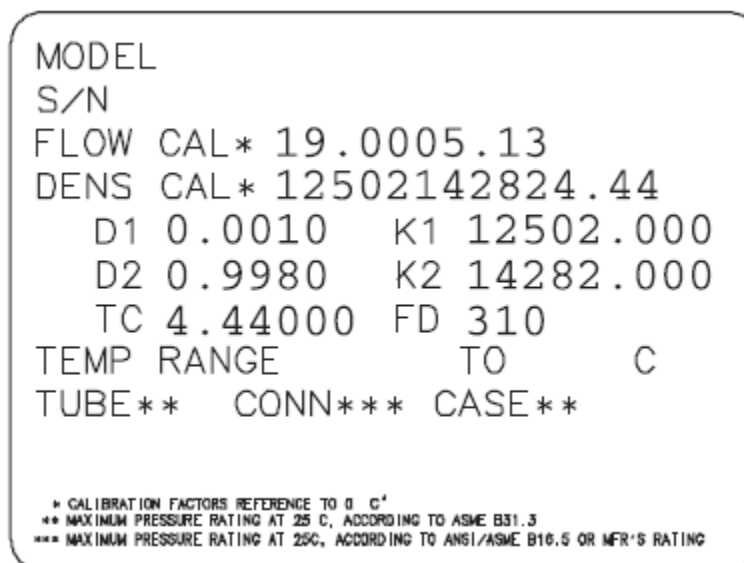 MODEL
S/N
FLOW CAL* 19.0005.13
DENS CAL* 12502142824.44
D1 0.0010 K1 12502.000
D2 0.9980 K2 14282.000
TC 4.44000 FD 310
TEMP RANGE TO C
TUBE** CONN*** CASE**
* CALIBRATION FACTORS REFERENCE TO 0 C
** MAXIMUM PRESSURE RATING AT 25 C, ACCORDING TO ASME B31.3
*** MAXIMUM PRESSURE RATING AT 25C, ACCORDING TO ANSI/ASME B16.5 OR MFR'S RATING